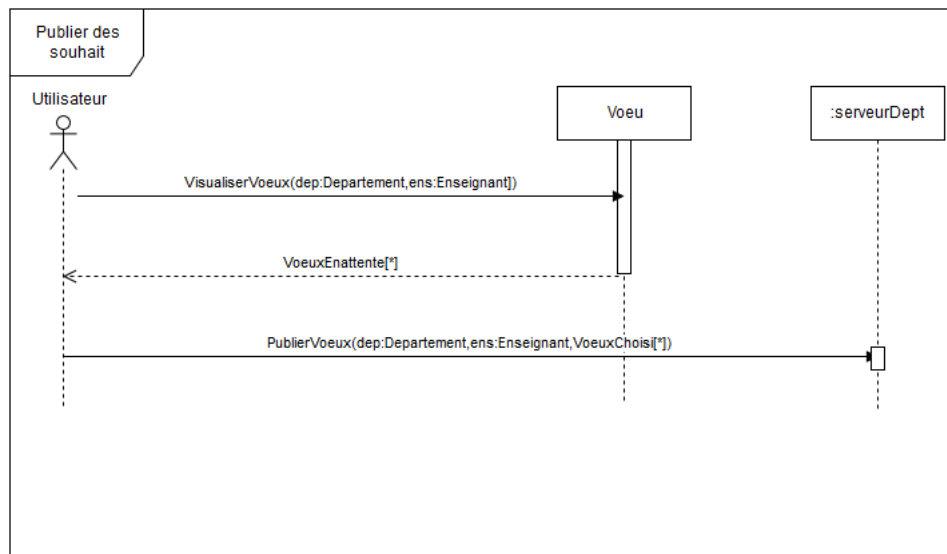 Publier des
souhait
Utilisateur
Voeu
:serveurDept
VisualiserVoeux(dep:Departement,ens:Enseignant])
VoeuxEnattente[*]
PublierVoeux(dep:Departement,ens:Enseignant,VoeuxChoisi[*])